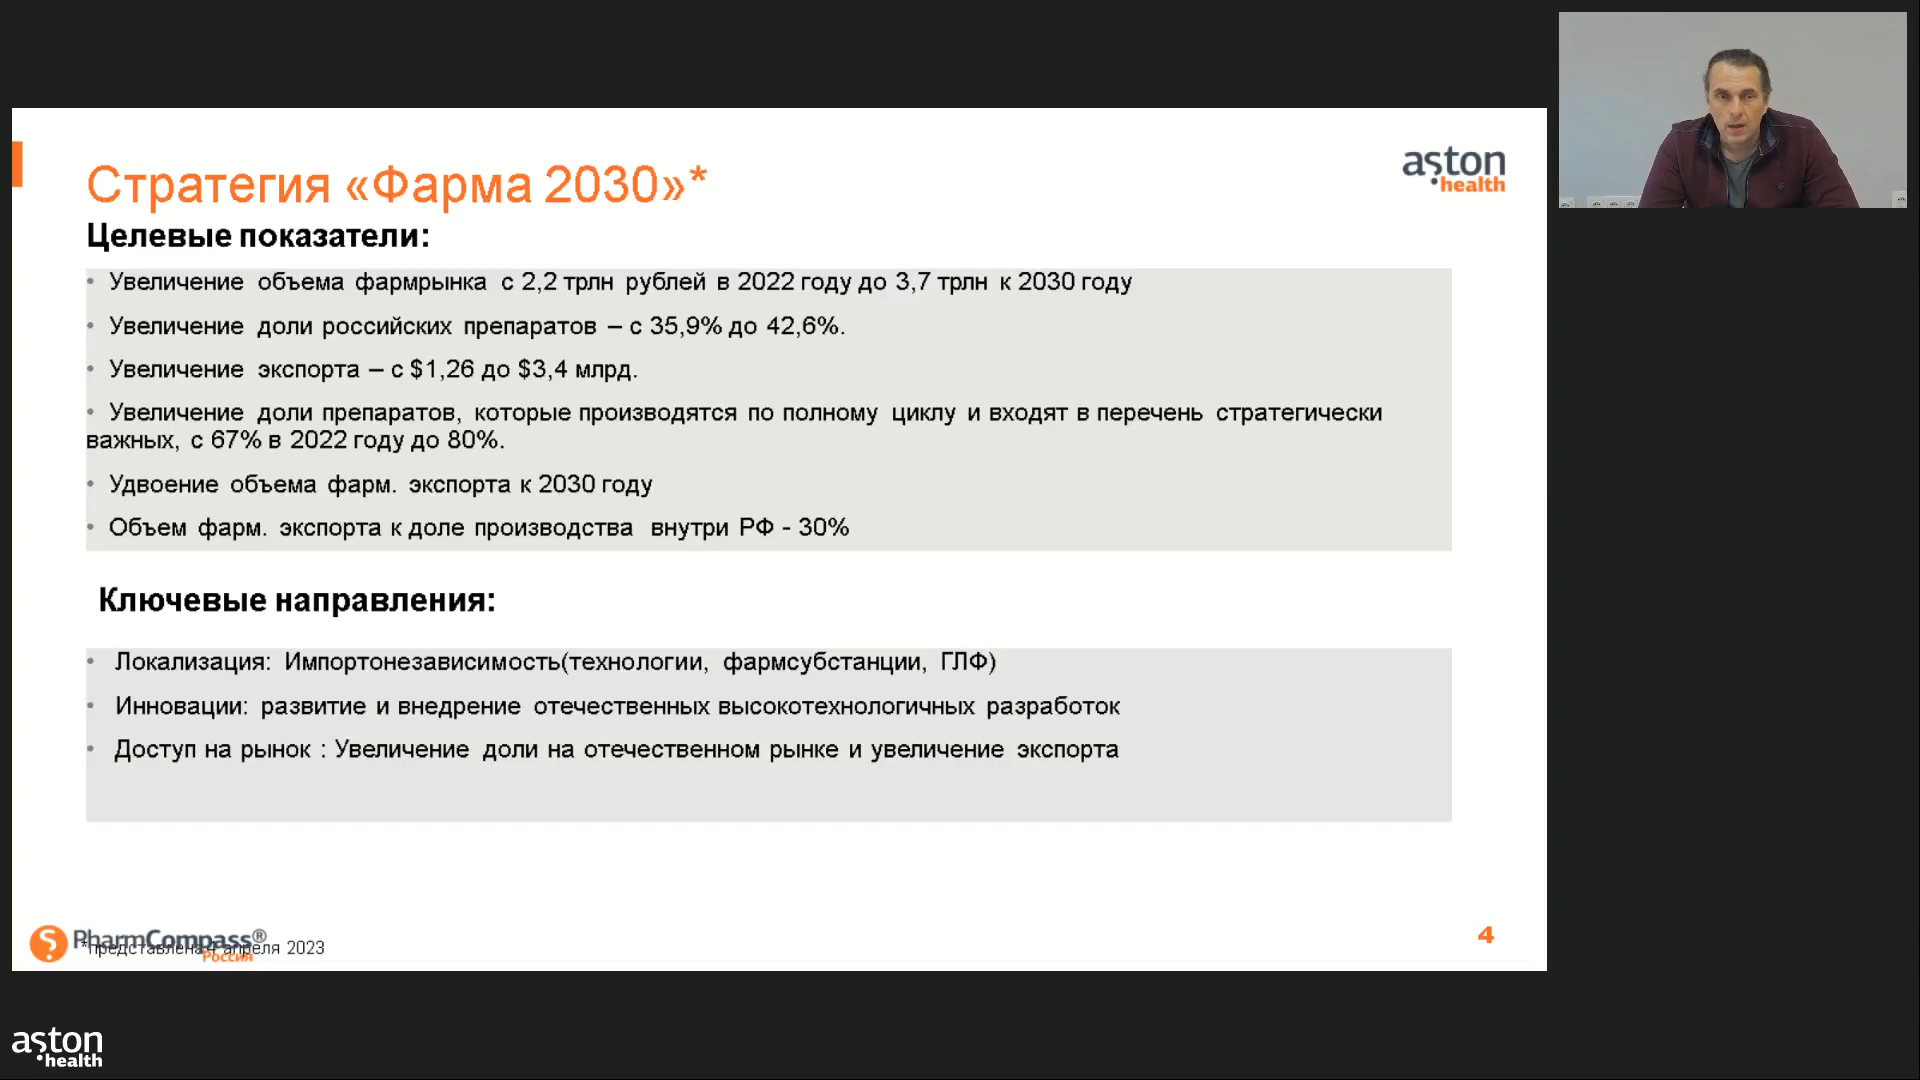 Стратегия «Фарма 2030»*
aston
health
Целевые показатели:
• Увеличение объема фармрынка с 2,2 трлн рублей в 2022 году до 3,7 трлн к 2030 году
• Увеличение доли российских препаратов – с 35,9% до 42,6%.
• Увеличение экспорта – с $1,26 до $3,4 млрд.
• Увеличение доли препаратов, которые производятся по полному циклу и входят в перечень стратегически
важных, с 67% в 2022 году до 80%.
• Удвоение объема фарм. экспорта к 2030 году
• Объем фарм. экспорта к доле производства внутри РФ - 30%
Ключевые направления:
• Локализация: Импортонезависимость(технологии, фармсубстанции, ГЛФ)
• Инновации: развитие и внедрение отечественных высокотехнологичных разработок
• Доступ на рынок : Увеличение доли на отечественном рынке и увеличение экспорта
PharmCompass®
Россия
*представлена 4 апреля 2023
4
aston
health